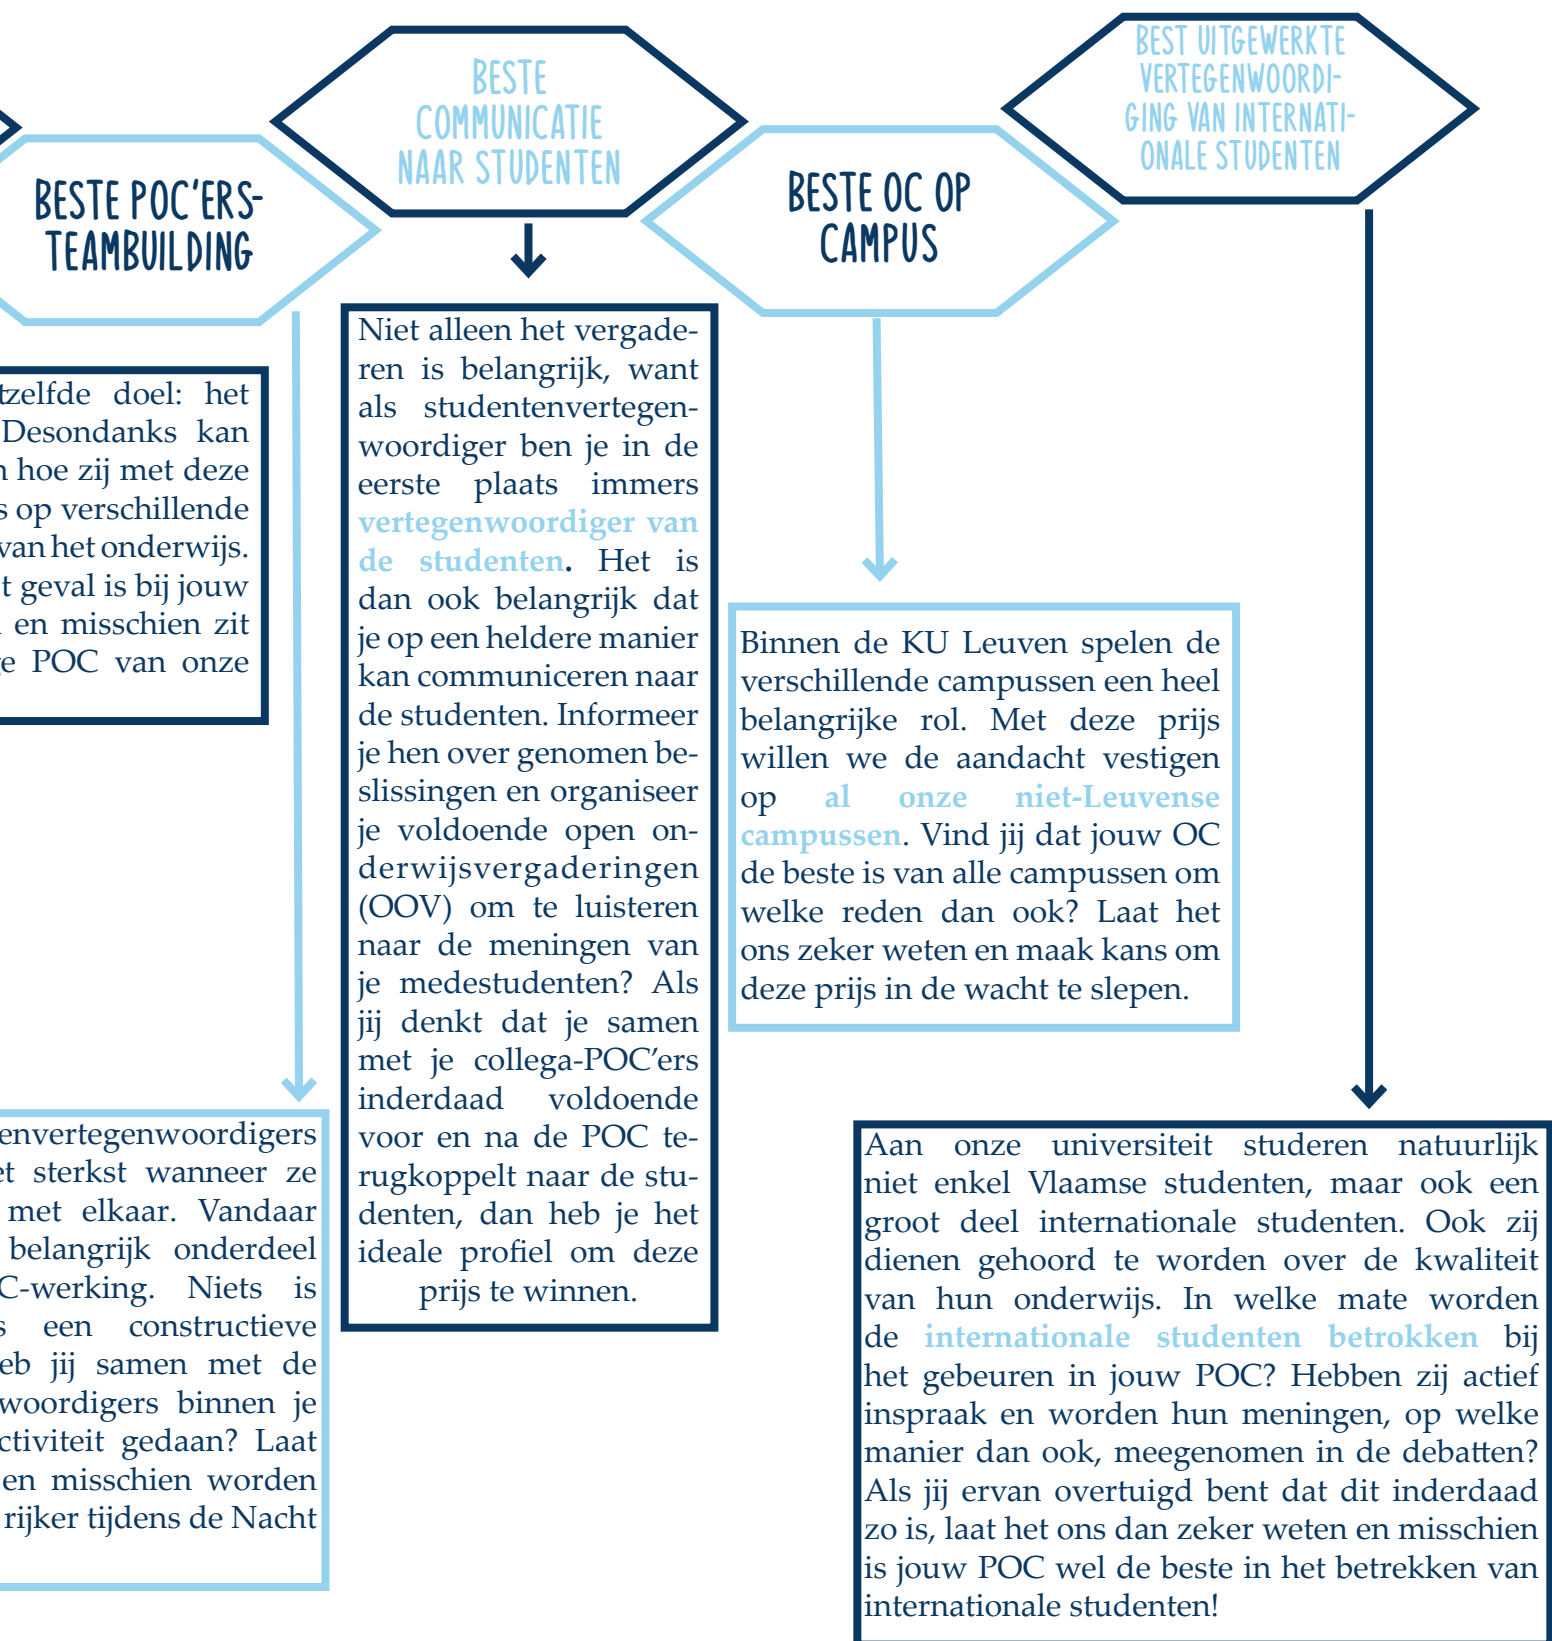 BESTE POC'ERS-
TEAMBUILDING
BESTE
COMMUNICATIE
NAAR STUDENTEN
BESTE OC OP
CAMPUS
BEST UITGEWERKTE
VERTEGENWOORDI-
GING VAN INTERNATI-
ONALE STUDENTEN
tzelfde doel: het
Desondanks kan
hoe zij met deze
s op verschillende
van het onderwijs.
t geval is bij jouw
en misschien zit
ge POC van onze
envertegenwoordigers
et sterkst wanneer ze
met elkaar. Vandaar
belangrijk onderdeel
C-werking. Niets is
s een constructieve
eb jij samen met de
woordigers binnen je
ctiviteit gedaan? Laat
en misschien worden
rijker tijdens de Nacht
Niet alleen het vergade-
ren is belangrijk, want
als studentenvertegen-
woordiger ben je in de
eerste plaats immers
vertegenwoordiger van
de studenten. Het is
dan ook belangrijk dat
je op een heldere manier
kan communiceren naar
de studenten. Informeer
je hen over genomen be-
slissingen en organiseer
je voldoende open on-
derwijsvergaderingen
(OOV) om te luisteren
naar de meningen van
je medestudenten? Als
jij denkt dat je samen
met je collega-POC'ers
inderdaad voldoende
voor en na de POC te-
rugkoppelt naar de stu-
denten, dan heb je het
ideale profiel om deze
prijs te winnen.
Binnen de KU Leuven spelen de
verschillende campussen een heel
belangrijke rol. Met deze prijs
willen we de aandacht vestigen
op al onze niet-Leuvense
campussen. Vind jij dat jouw OC
de beste is van alle campussen om
welke reden dan ook? Laat het
ons zeker weten en maak kans om
deze prijs in de wacht te slepen.
Aan onze universiteit studeren natuurlijk
niet enkel Vlaamse studenten, maar ook een
groot deel internationale studenten. Ook zij
dienen gehoord te worden over de kwaliteit
van hun onderwijs. In welke mate worden
de internationale studenten betrokken bij
het gebeuren in jouw POC? Hebben zij actief
inspraak en worden hun meningen, op welke
manier dan ook, meegenomen in de debatten?
Als jij ervan overtuigd bent dat dit inderdaad
zo is, laat het ons dan zeker weten en misschien
is jouw POC wel de beste in het betrekken van
internationale studenten!